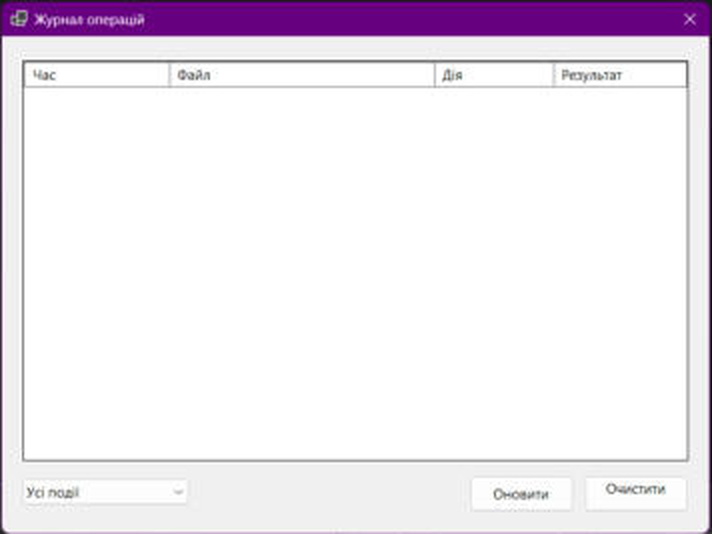 Журнал операцій
Час Файл Дія Результат
Усі події Оновити Очистити